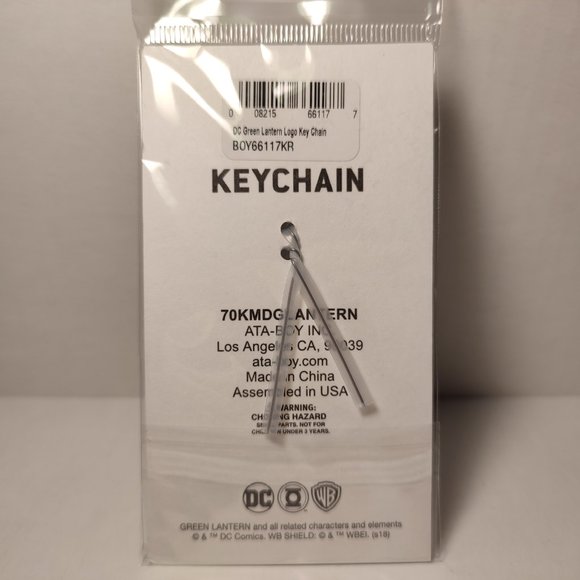 0 08215 66117 7
DC Green Lantern Logo Key Chain
BOY66117KR
KEYCHAIN
70KMDGLANTERN
ATA-BOY INC
Los Angeles CA, 90039
ata-boy.com
Made in China
Assembled in USA
WARNING:
CHOKING HAZARD
SMALL PARTS. NOT FOR
CHILDREN UNDER 3 YEARS.
DC WB
GREEN LANTERN and all related characters and elements
© & ™ DC Comics. WB SHIELD: © & ™ WBEI. (s18)